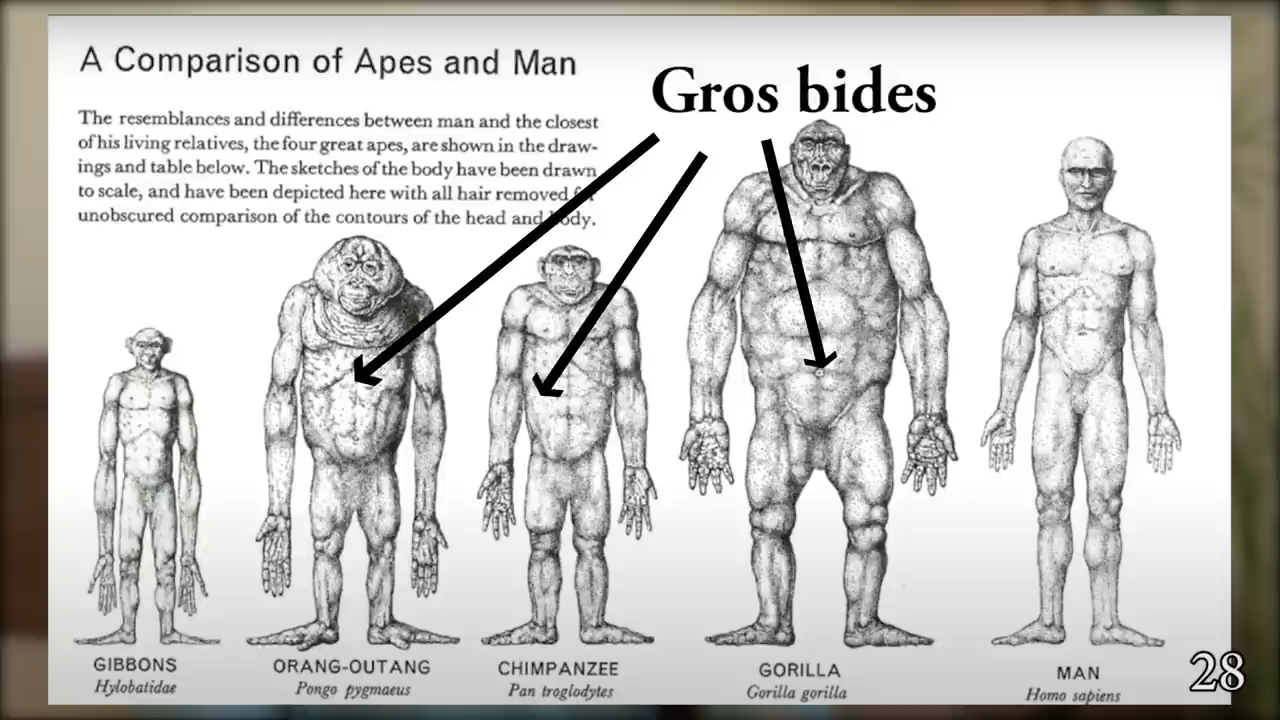 A Comparison of Apes and Man
Gros bides
The resemblances and differences between man and the closest
of his living relatives, the four great apes, are shown in the draw-
ings and table below. The sketches of the body have been drawn
to scale, and have been depicted here with all hair removed
unobscured comparison of the contours of the head and body.
GIBBONS
Hylobatidae
ORANG-OUTANG
Pongo pygmaeus
CHIMPANZEE
Pan troglodytes
GORILLA
Gorilla gorilla
MAN
Homo sapiens
28